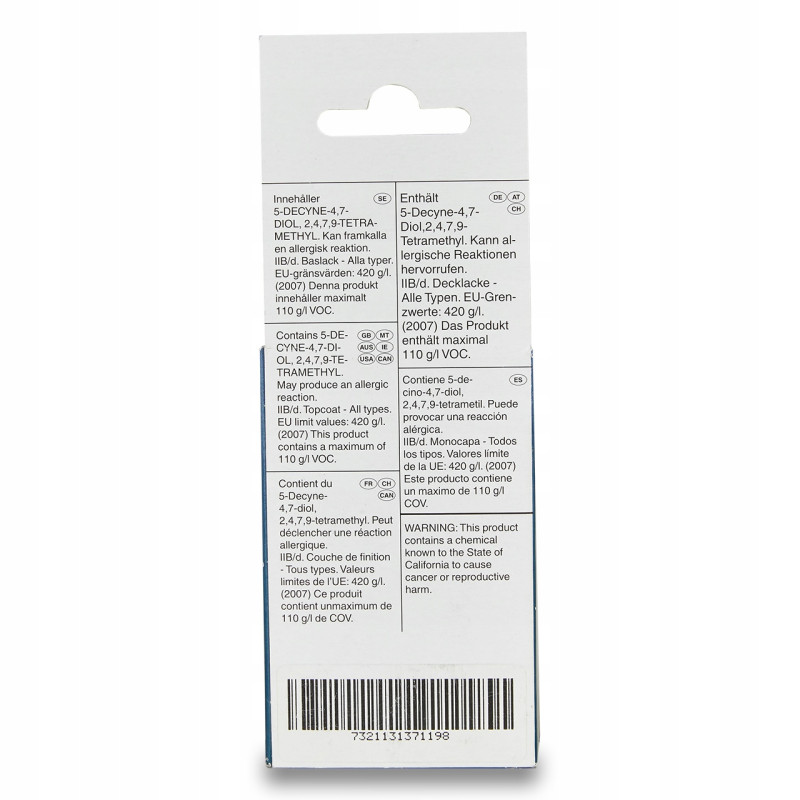 Innehåller SE
5-DECYNE-4,7-
DIOL, 2,4,7,9-TETRA-
METHYL. Kan framkalla
en allergisk reaktion.
IIB/d. Baslack - Alla typer.
EU-gränsvärden: 420 g/l.
(2007) Denna produkt
innehåller maximalt
110 g/l VOC.
Contains 5-DE- GB MT
CYNE-4,7-DI- AUS IE
OL, 2,4,7,9-TE- USA CAN
TRAMETHYL.
May produce an allergic
reaction.
IIB/d. Topcoat - All types.
EU limit values: 420 g/l.
(2007) This product
contains a maximum of
110 g/l VOC.
Contient du FR CH
5-Decyne- CAN
4,7-diol,
2,4,7,9-tetramethyl. Peut
déclencher une réaction
allergique.
IIB/d. Couche de finition
- Tous types. Valeurs
limites de l'UE: 420 g/l.
(2007) Ce produit
contient unmaximum de
110 g/l de COV.
Enthält DE AT
5-Decyne-4,7- CH
Diol,2,4,7,9-
Tetramethyl. Kann al-
lergische Reaktionen
hervorrufen.
IIB/d. Decklacke -
Alle Typen. EU-Gren-
zwerte: 420 g/l.
(2007) Das Produkt
enthält maximal
110 g/l VOC.
Contiene 5-de- ES
cino-4,7-diol,
2,4,7,9-tetrametil. Puede
provocar una reacción
alérgica.
IIB/d. Monocapa - Todos
los tipos. Valores límite
de la UE: 420 g/l. (2007)
Este producto contiene
un maximo de 110 g/l
COV.
WARNING: This product
contains a chemical
known to the State of
California to cause
cancer or reproductive
harm.
7321131371198